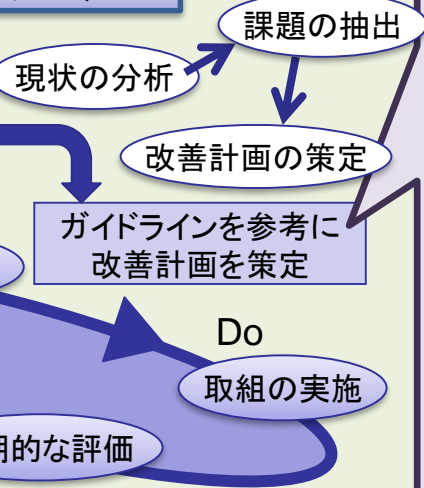 課題の抽出
現状の分析
改善計画の策定
ガイドラインを参考に
改善計画を策定
Do
取組の実施
的な評価